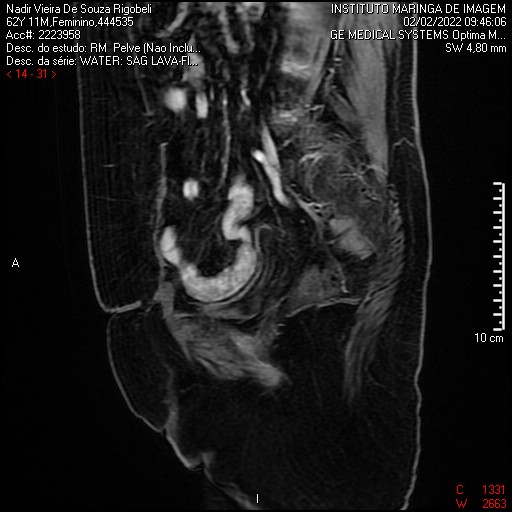 Nadir Vieira De Souza Rigobeli
62Y 11M,Feminino,444535
Acc#: 2223958
Desc. do estudo: RM Pelve (Nao Inclu...
Desc. da série: WATER: SAG LAVA-Fl...
< 14 - 31 >
INSTITUTO MARINGA DE IMAGEM
02/02/2022 09:46:06
GE MEDICAL SYSTEMS Optima M...
SW 4,80 mm
A
10 cm
I
C 1331
W 2663